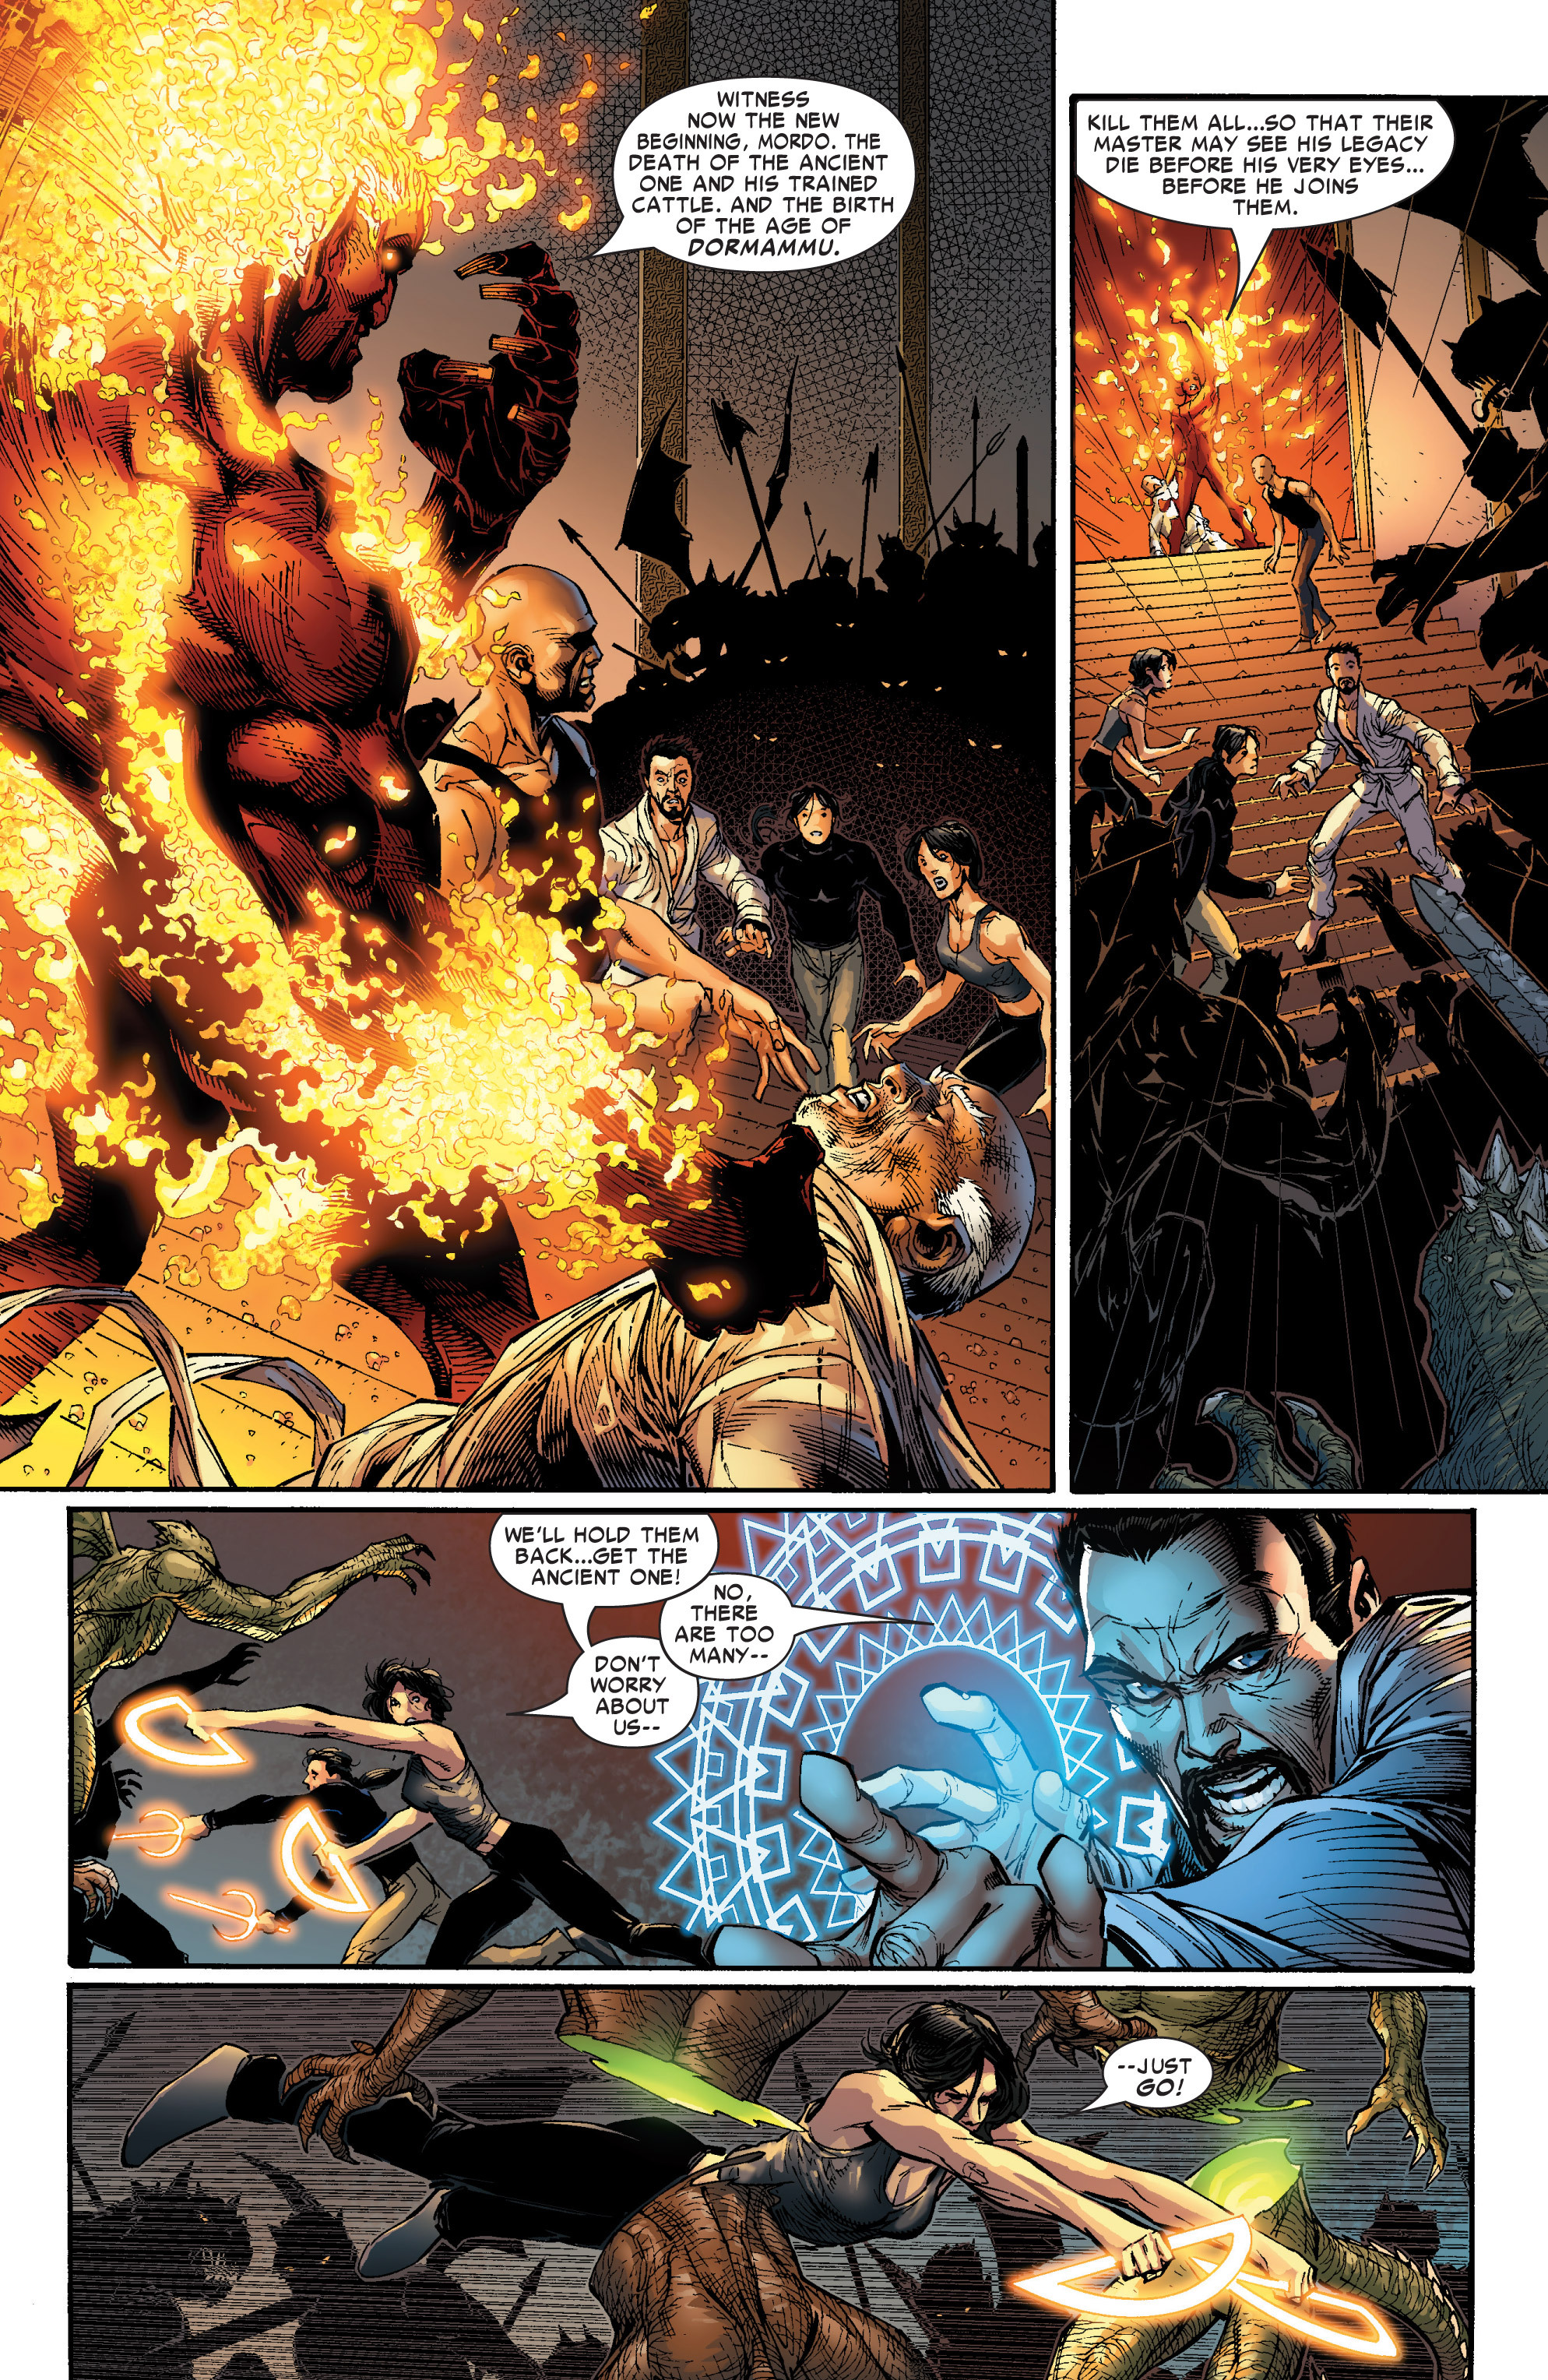 WITNESS
NOW THE NEW
BEGINNING, MORDO. THE
DEATH OF THE ANCIENT
ONE AND HIS TRAINED
CATTLE. AND THE BIRTH
OF THE AGE OF
DORMAMMU.
KILL THEM ALL...SO THAT THEIR
MASTER MAY SEE HIS LEGACY
DIE BEFORE HIS VERY EYES...
BEFORE HE JOINS
THEM.
WE'LL HOLD THEM
BACK...GET THE
ANCIENT ONE!
NO,
THERE
ARE TOO
MANY--
DON'T
WORRY
ABOUT
US--
--JUST
GO!